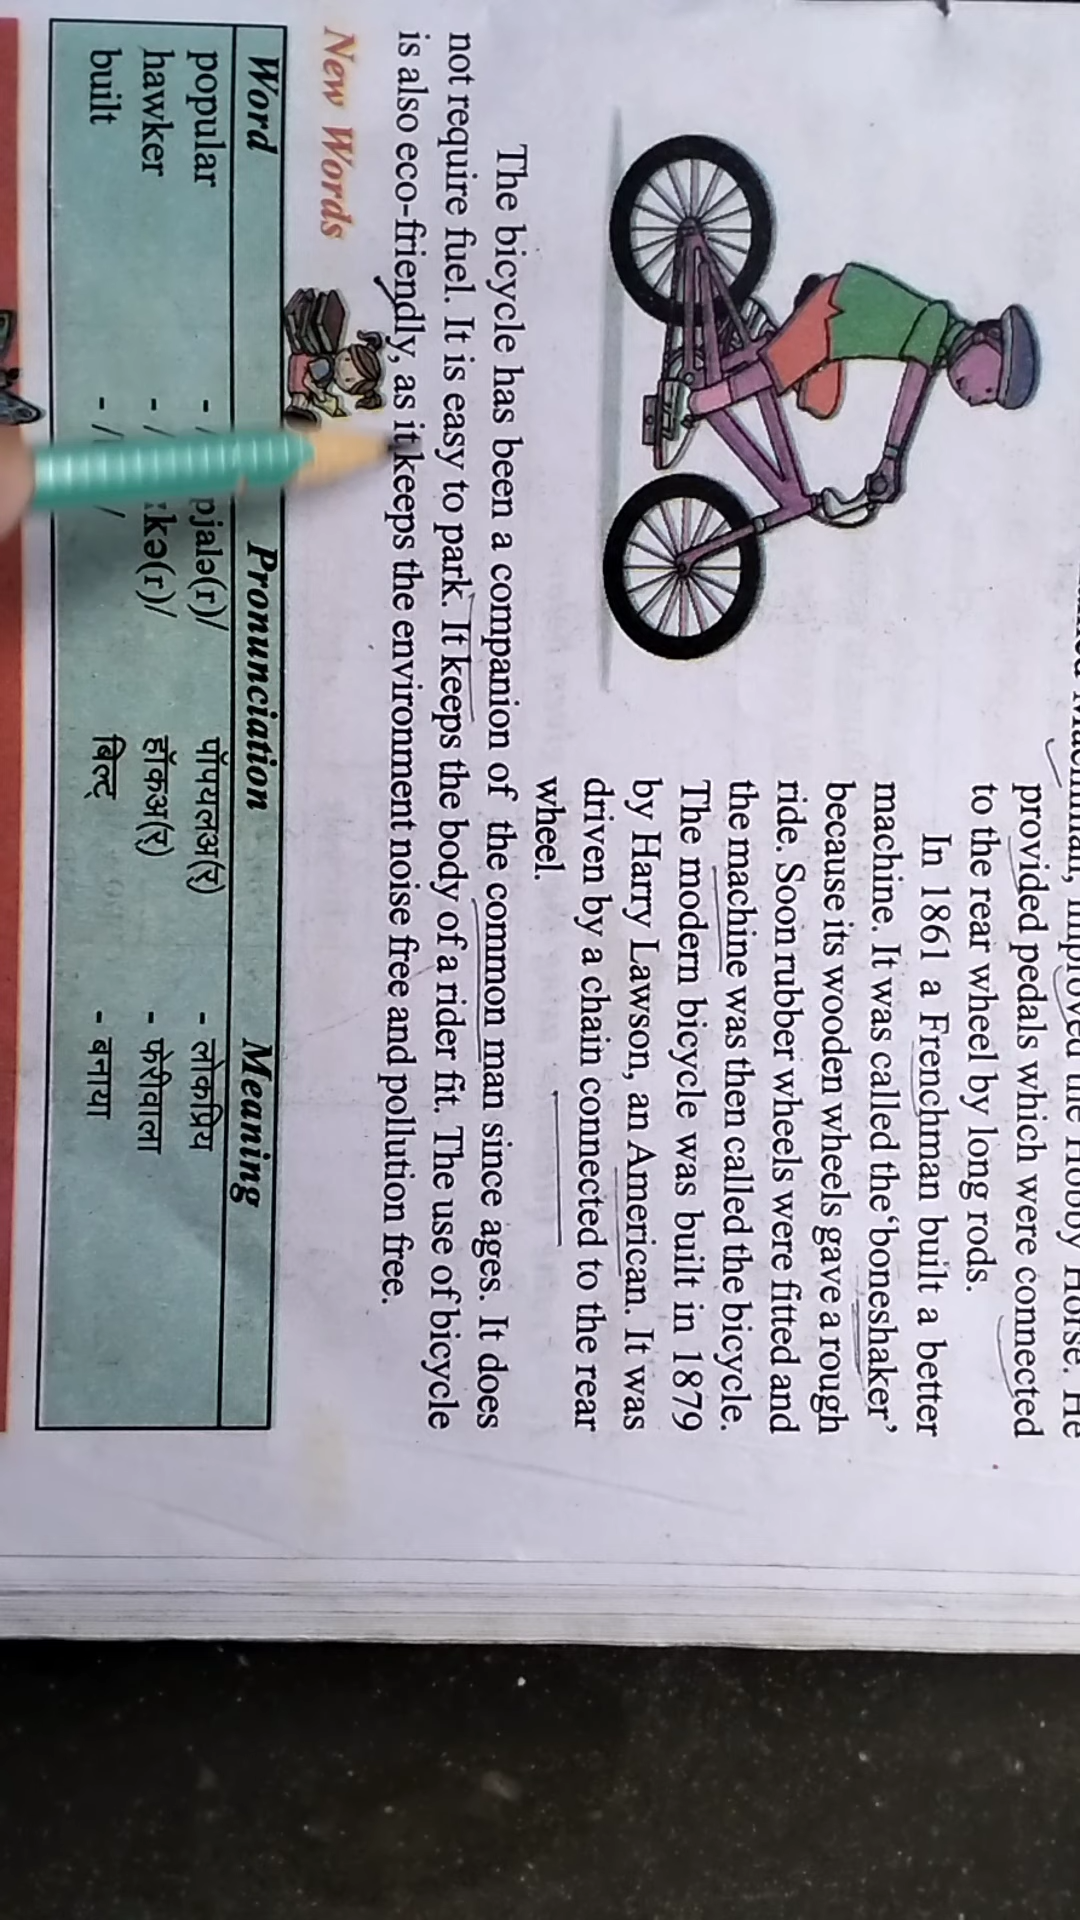 provided pedals which were connected
to the rear wheel by long rods.
In 1861 a Frenchman built a better
machine. It was called the 'boneshaker'
because its wooden wheels gave a rough
ride. Soon rubber wheels were fitted and
the machine was then called the bicycle.
The modern bicycle was built in 1879
by Harry Lawson, an American. It was
driven by a chain connected to the rear
wheel.
The bicycle has been a companion of the common man since ages. It does
not require fuel. It is easy to park. It keeps the body of a rider fit. The use of bicycle
is also eco-friendly, as it keeps the environment noise free and pollution free.
New Words
Word Pronunciation Meaning
popular - / pjalə(r)/ पॉपयलअ(र) - लोकप्रिय
hawker - / kə(r)/ हॉकअ(र) - फेरीवाला
built - / / बिल्ट् - बनाया